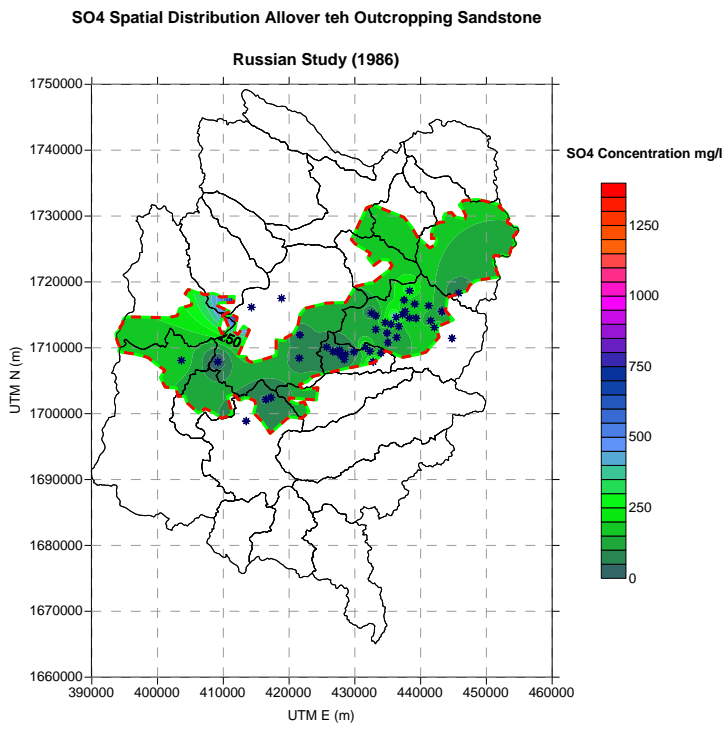 SO4 Spatial Distribution Allover teh Outcropping Sandstone
Russian Study (1986)
1750000
1740000
1730000
1720000
1710000
1700000
1690000
1680000
1670000
1660000
UTM N (m)
390000 400000 410000 420000 430000 440000 450000 460000
UTM E (m)
SO4 Concentration mg/l
1250
1000
750
500
250
0